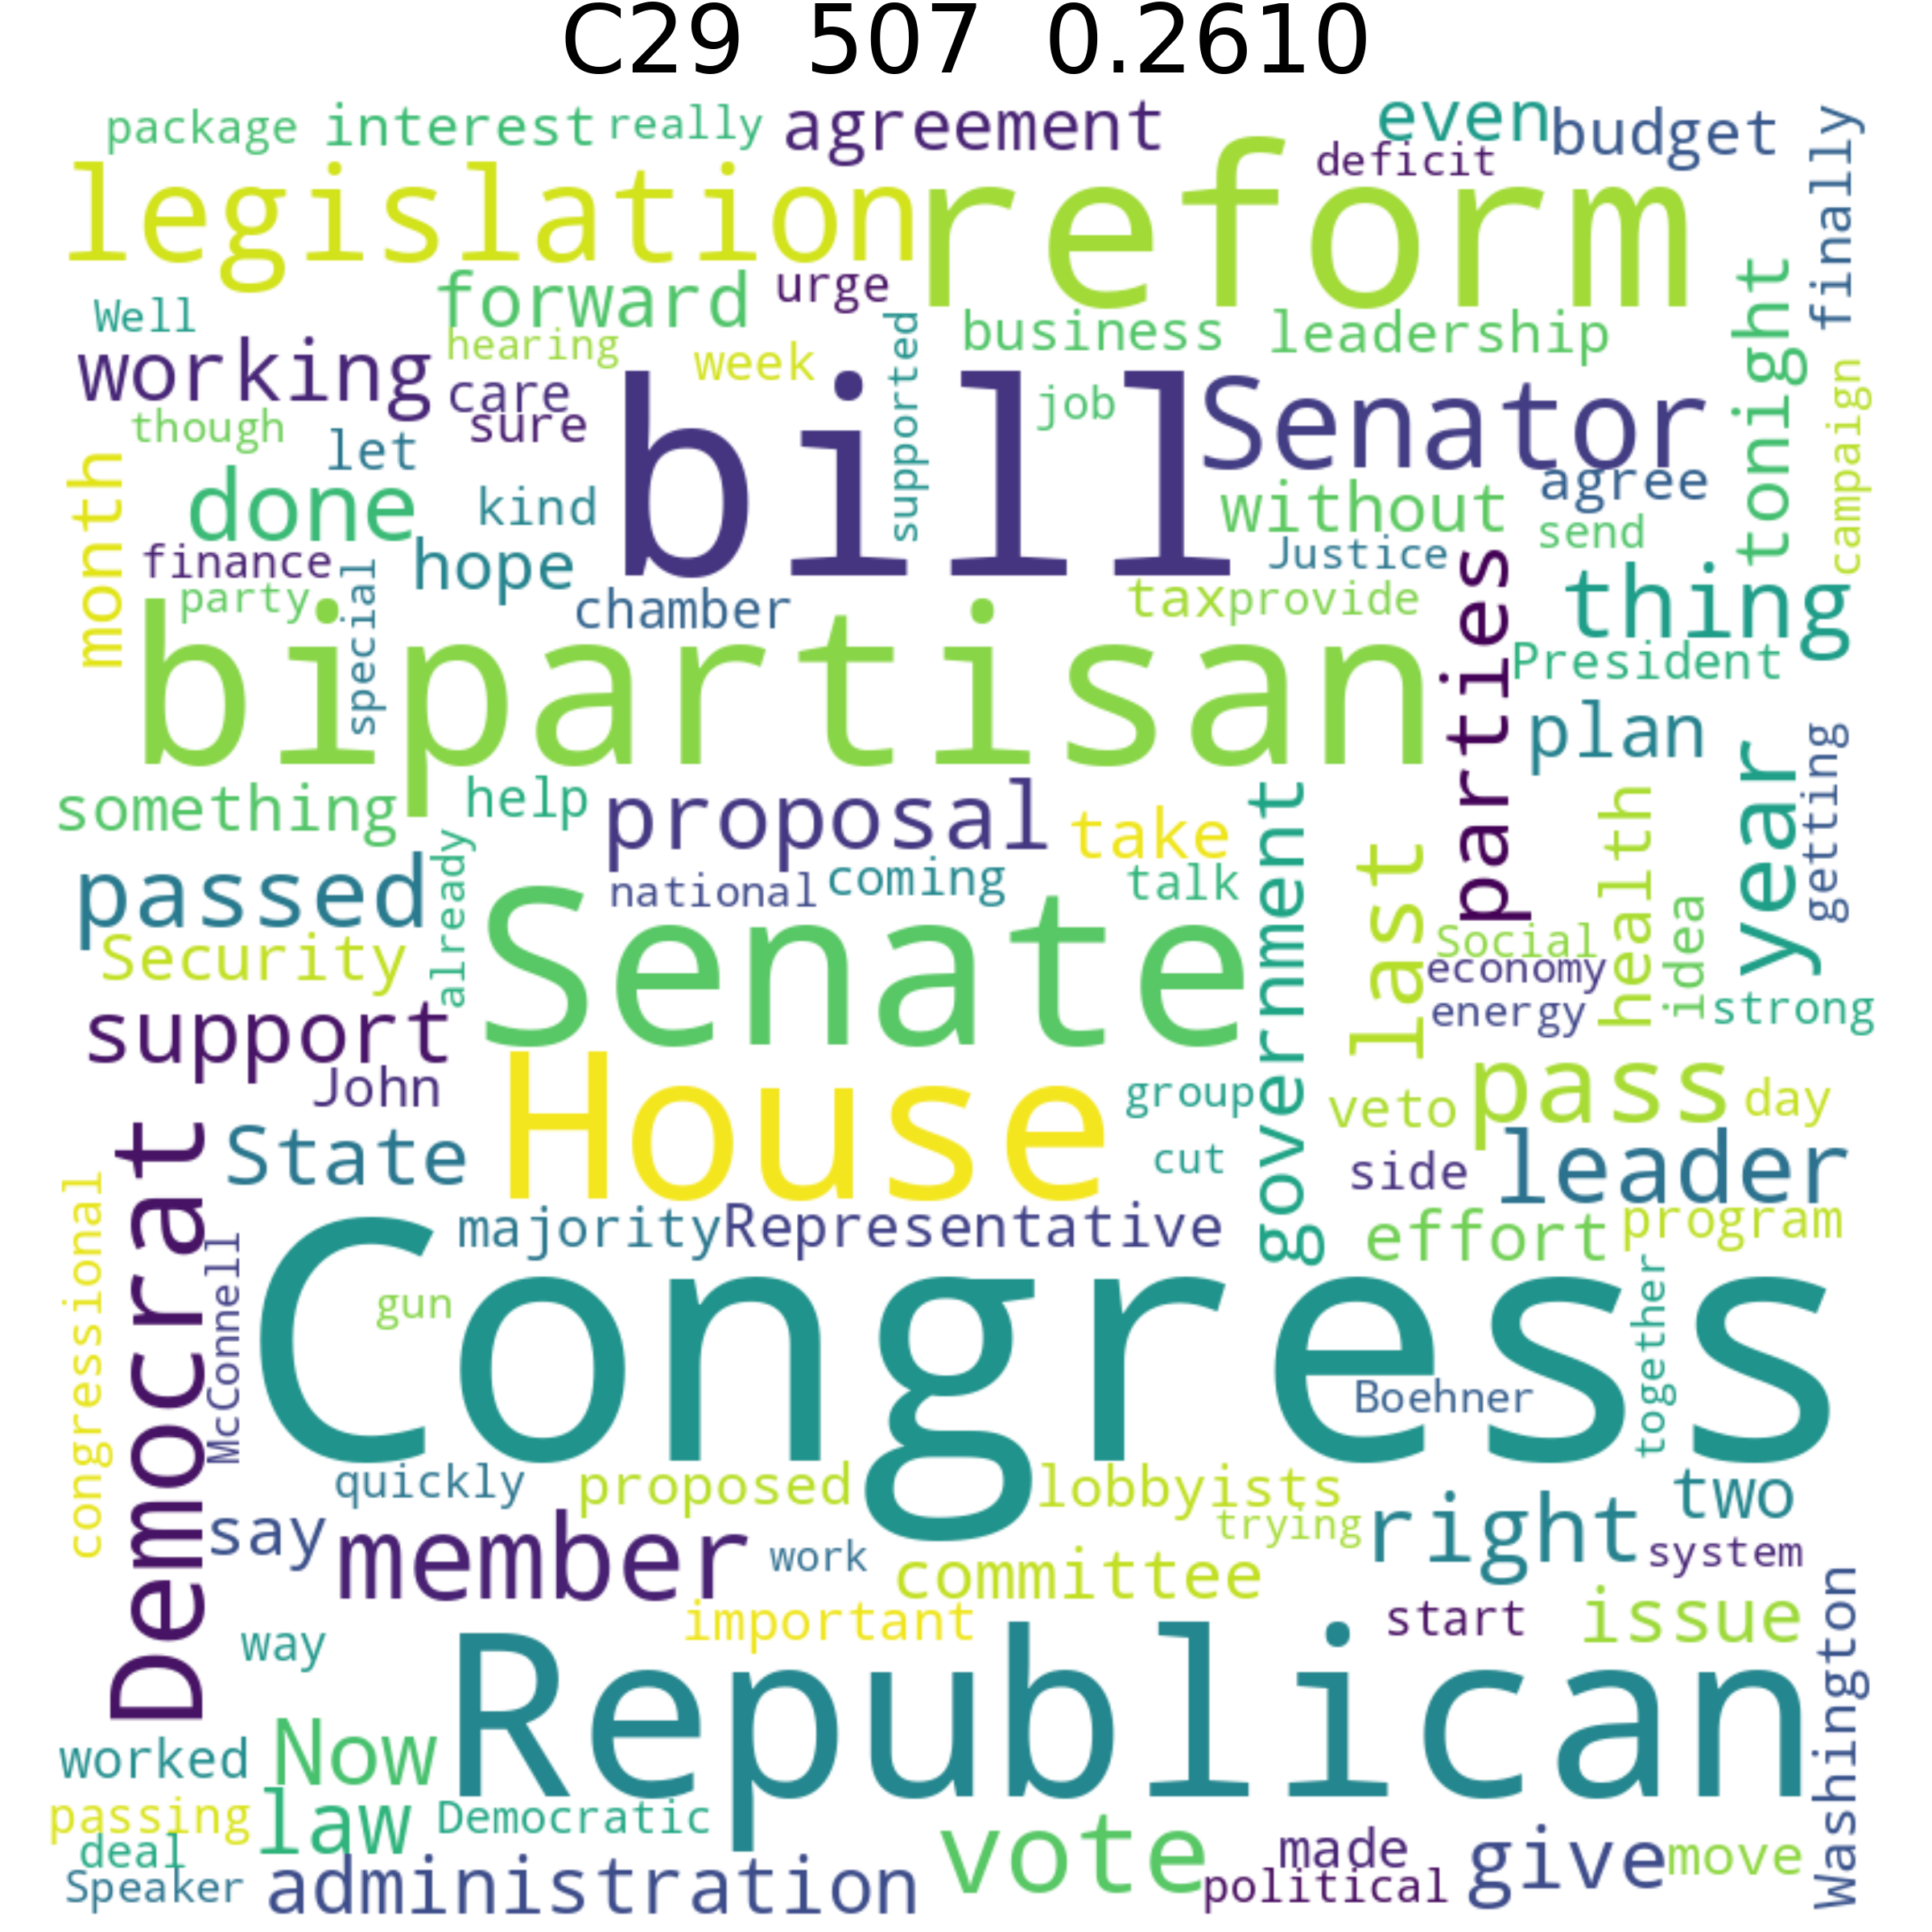 C29 507 0.2610
package interest really agreement even budget
deficit
finally
legislation reform
forward urge
Well
hearing
week
supported
business leadership
tonight
working
care
sure
though
let
bill
job
Senator
campaign
month
done
kind
without
agree
send
finance
hope
Justice
party
special
chamber
tax provide
parties
thing
bipartisan
President
plan
something
help
proposal
take
government
year
getting
passed
already
national coming talk
last
health
idea
Security
Senate
Social
economy
energy
strong
support
John
House
group
veto pass day
Democrat
State
cut
side leader
congressional
McConnell
majority Representative
effort program
gun
Congress
Boehner
together
quickly proposed lobbyists
two
say
member
work
committee
trying
right
system
important
start
issue
way
Republican
Washington
worked Now
passing
law
Democratic
deal
Speaker
administration
vote
made
political
give move